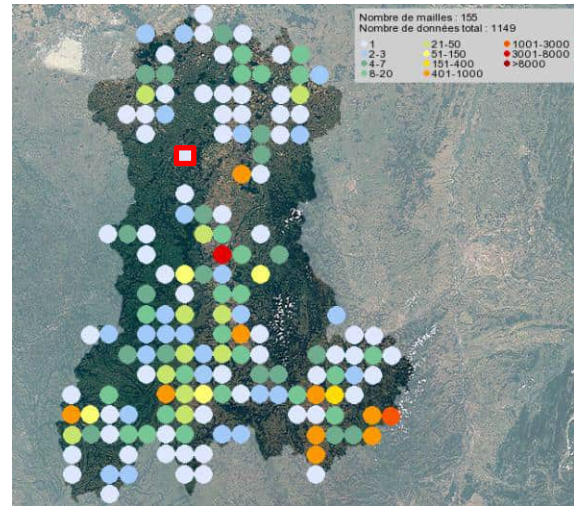 Nombre de mailles : 155
Nombre de données total : 1149
1 21-50 1001-3000
2-3 51-150 3001-8000
4-7 151-400 >8000
8-20 401-1000